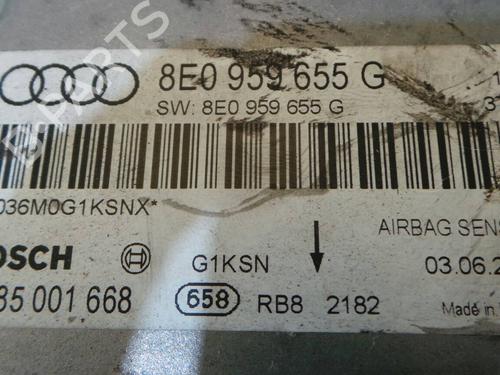 8E0 959 655 G
SW: 8E0 959 655 G
036M0G1KSNX*
AIRBAG SENS
OSCH
G1KSN
03.06.2
35 001 668
658
RB8 2182
Made in